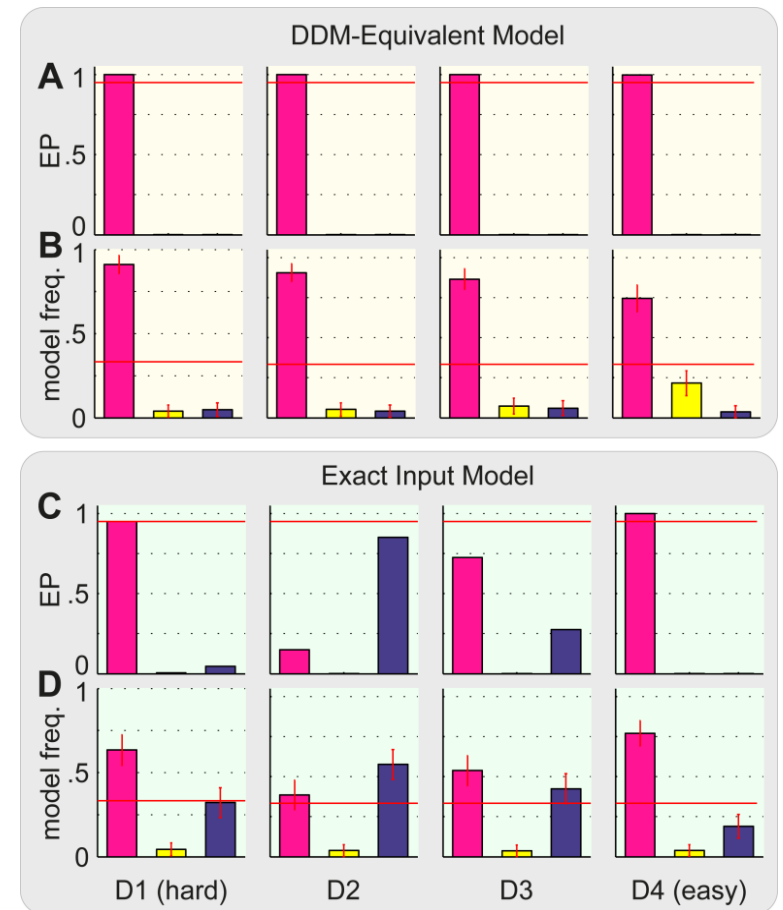 DDM-Equivalent Model
A
1
.5
0
EP
B
1
.5
0
model freq.
Exact Input Model
C
1
.5
0
EP
D
1
.5
0
model freq.
D1 (hard) D2 D3 D4 (easy)